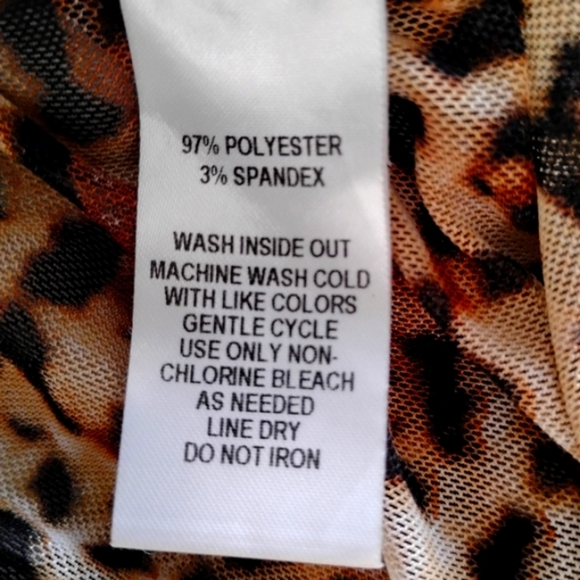 97% POLYESTER
3% SPANDEX
WASH INSIDE OUT
MACHINE WASH COLD
WITH LIKE COLORS
GENTLE CYCLE
USE ONLY NON-
CHLORINE BLEACH
AS NEEDED
LINE DRY
DO NOT IRON